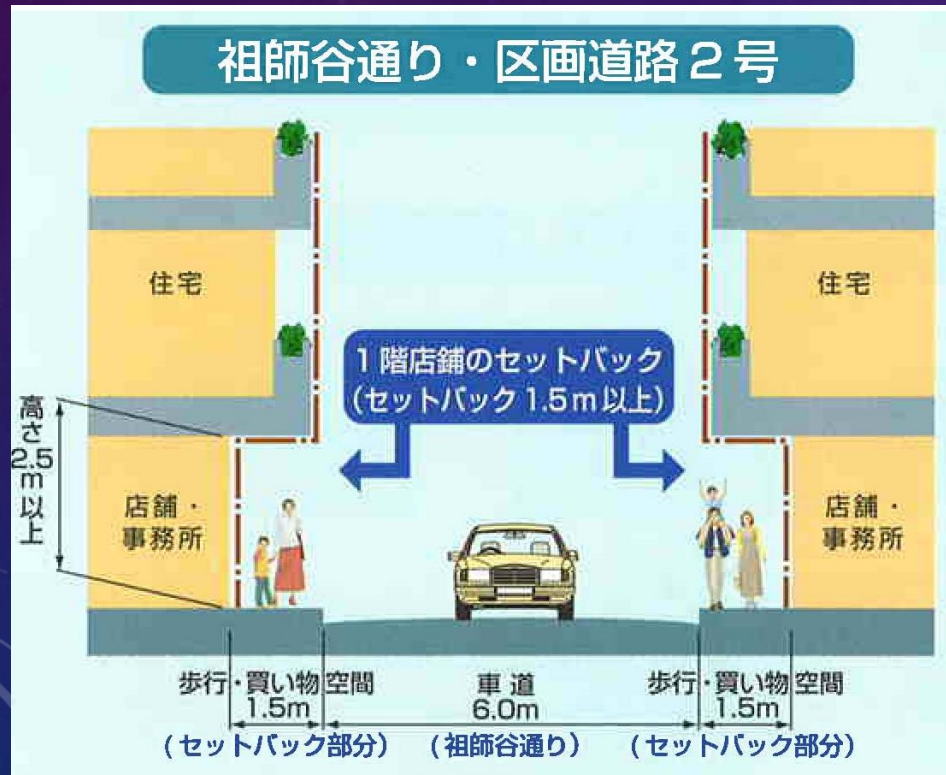 祖師谷通り・区画道路2号
住宅
住宅
1階店舗のセットバック
(セットバック1.5m以上)
高さ2.5m以上
店舗・
事務所
店舗・
事務所
歩行・買い物空間
1.5m
(セットバック部分)
車道
6.0m
(祖師谷通り)
歩行・買い物空間
1.5m
(セットバック部分)